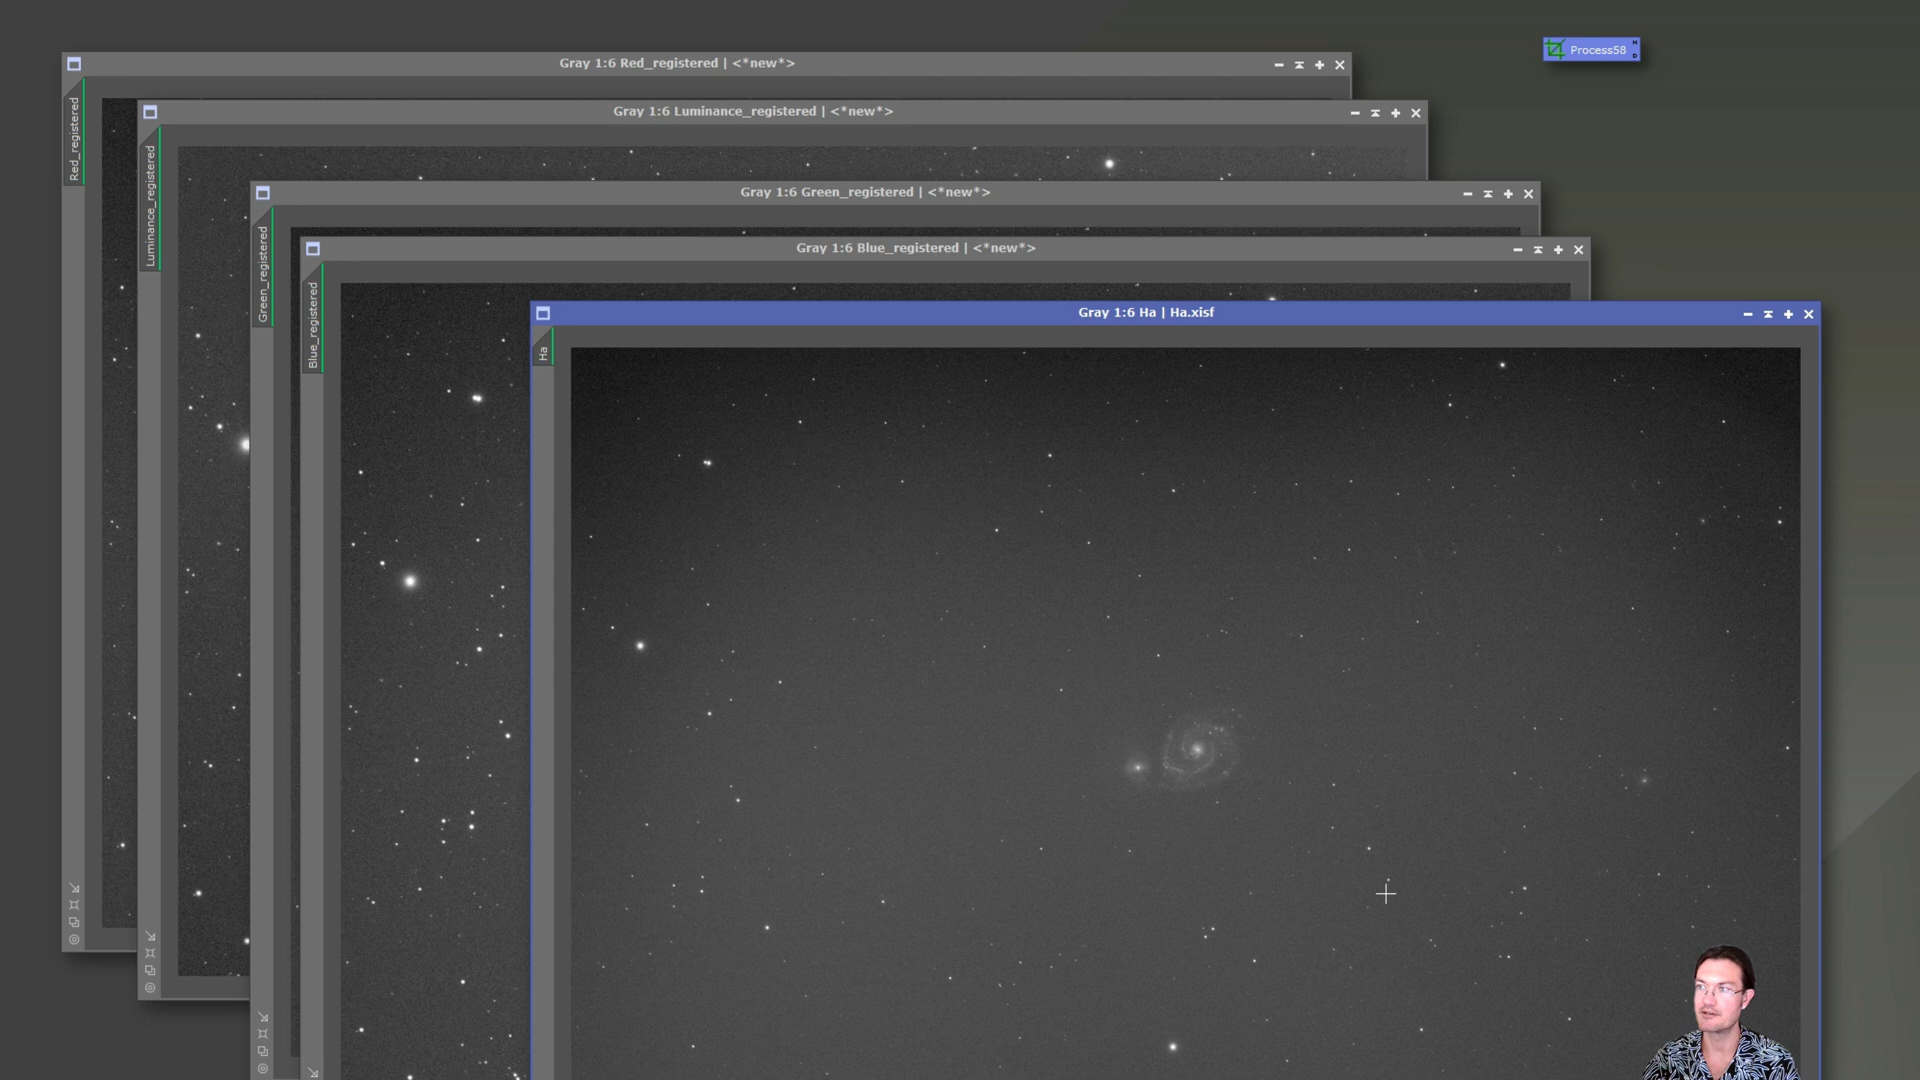 Process58
Gray 1:6 Red_registered | <*new*>
Red_registered
Gray 1:6 Luminance_registered | <*new*>
Luminance_registered
Gray 1:6 Green_registered | <*new*>
Green_registered
Gray 1:6 Blue_registered | <*new*>
Blue_registered
Gray 1:6 Ha | Ha.xisf
Ha